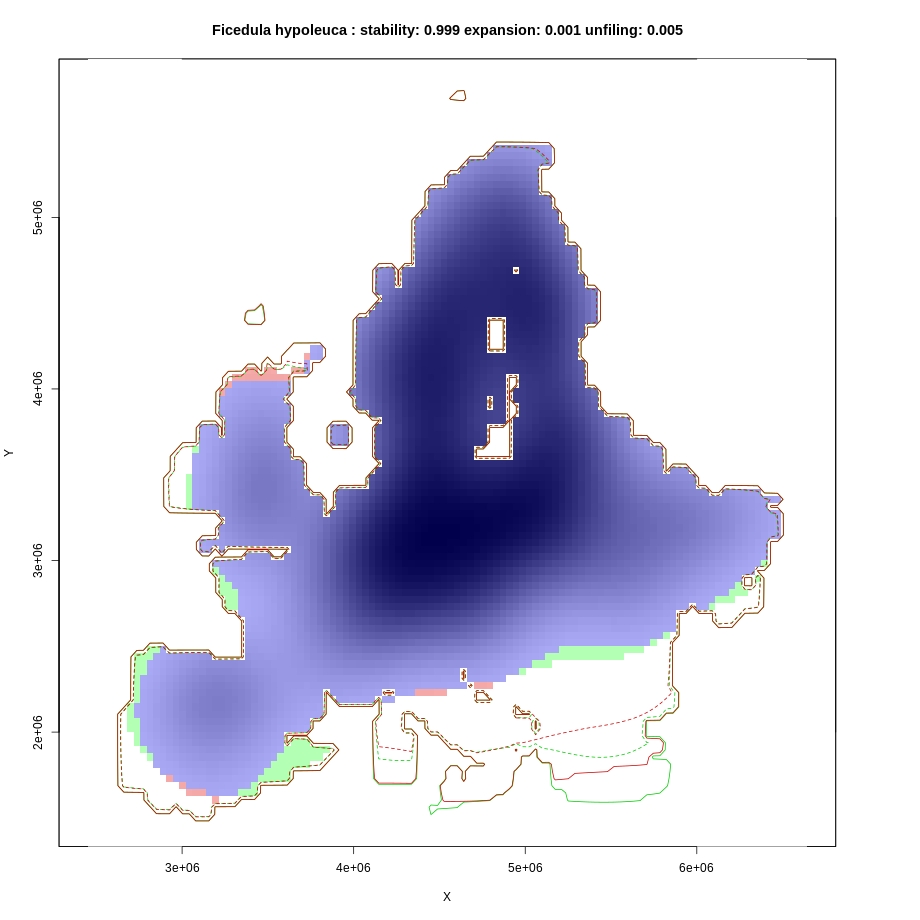 Ficedula hypoleuca : stability: 0.999 expansion: 0.001 unfiling: 0.005
5e+06
4e+06
Y
3e+06
2e+06
3e+06 4e+06 5e+06 6e+06
X